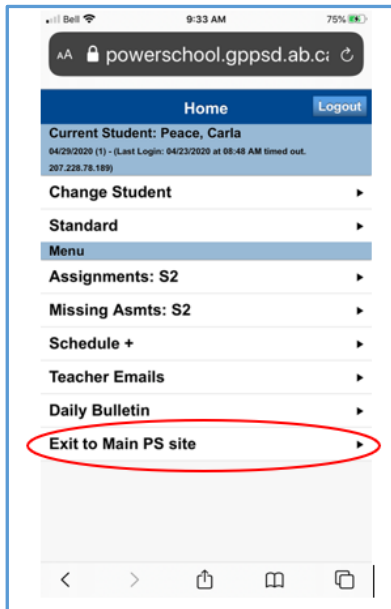 Bell 9:33 AM 75%
AA powerschool.gppsd.ab.ca
Home Logout
Current Student: Peace, Carla
04/29/2020 (1) - (Last Login: 04/23/2020 at 08:48 AM timed out.
207.228.78.189)
Change Student
Standard
Menu
Assignments: S2
Missing Asmts: S2
Schedule +
Teacher Emails
Daily Bulletin
Exit to Main PS site